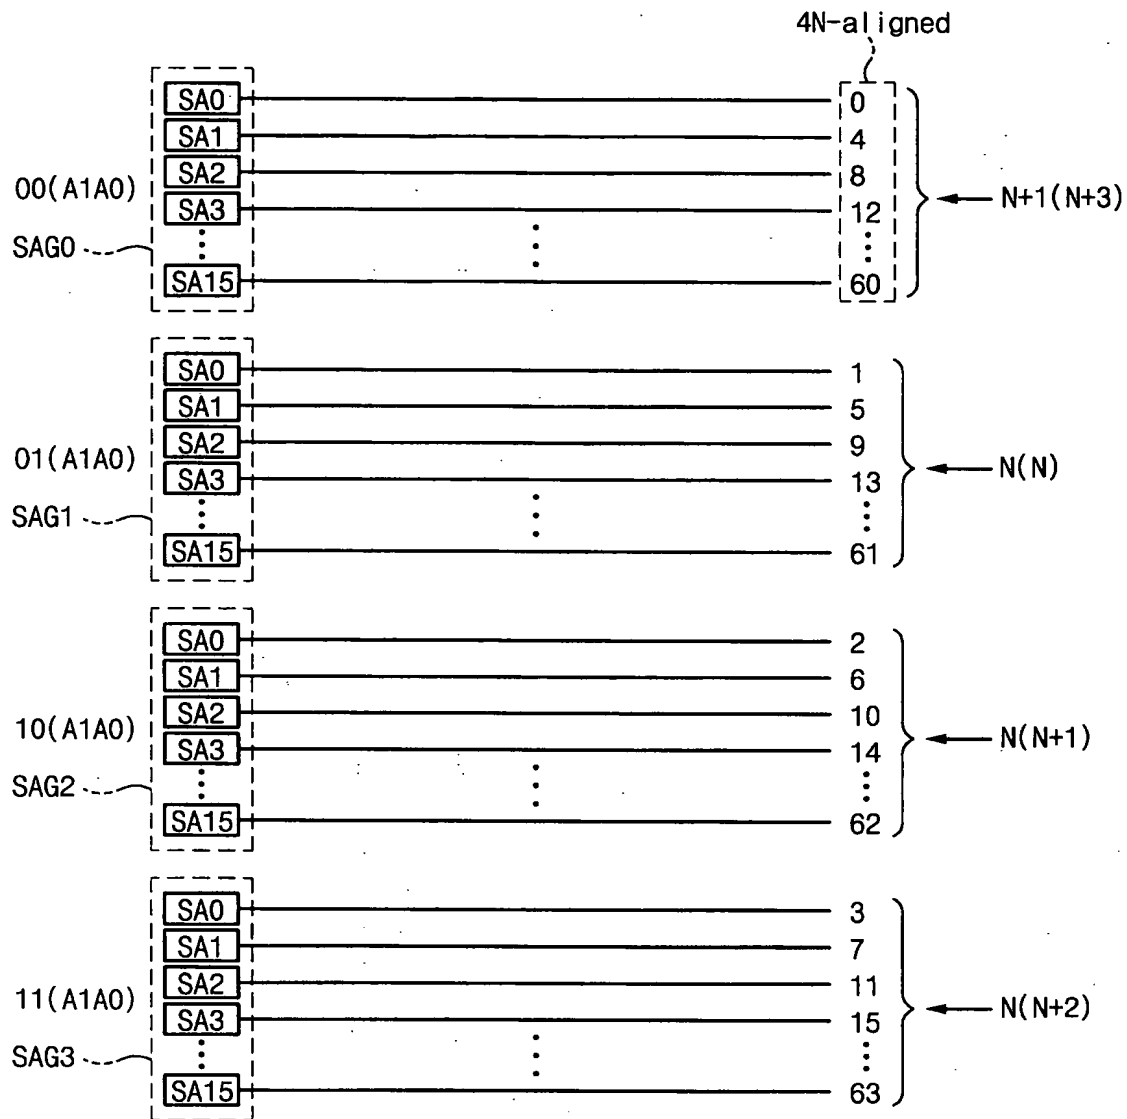 4N-aligned
SA0 0
SA1 4
SA2 8
00(A1A0) N+1(N+3)
SA3 12
SAG0
SA15 60
SA0 1
SA1 5
SA2 9
01(A1A0) N(N)
SA3 13
SAG1
SA15 61
SA0 2
SA1 6
SA2 10
10(A1A0) N(N+1)
SA3 14
SAG2
SA15 62
SA0 3
SA1 7
SA2 11
11(A1A0) N(N+2)
SA3 15
SAG3
SA15 63